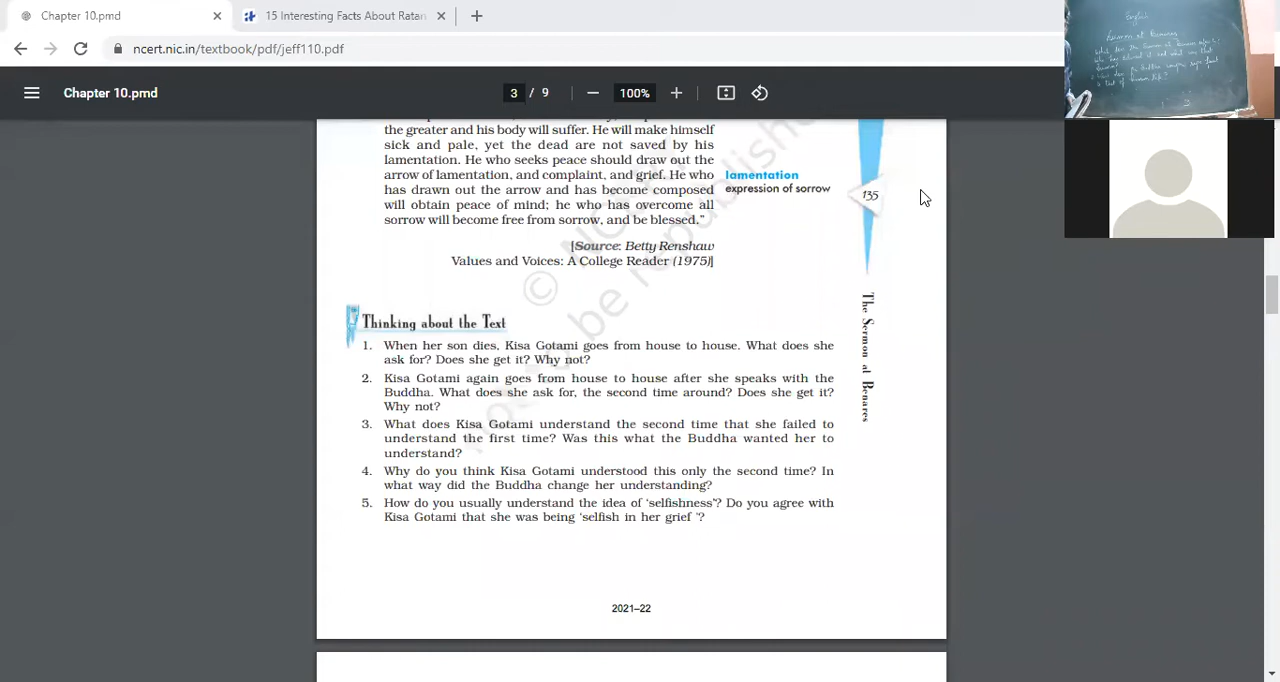 Chapter 10.pmd
15 Interesting Facts About Ratan
ncert.nic.in/textbook/pdf/jeff110.pdf
Chapter 10.pmd
3 / 9
100%
English
Sermon at Benares
the greater and his body will suffer. He will make himself
sick and pale, yet the dead are not saved by his
lamentation. He who seeks peace should draw out the
arrow of lamentation, and complaint, and grief. He who
has drawn out the arrow and has become composed
will obtain peace of mind; he who has overcome all
sorrow will become free from sorrow, and be blessed."
lamentation
expression of sorrow
135
[Source: Betty Renshaw
Values and Voices: A College Reader (1975)]
The Sermon at Benares
Thinking about the Text
1. When her son dies, Kisa Gotami goes from house to house. What does she
ask for? Does she get it? Why not?
2. Kisa Gotami again goes from house to house after she speaks with the
Buddha. What does she ask for, the second time around? Does she get it?
Why not?
3. What does Kisa Gotami understand the second time that she failed to
understand the first time? Was this what the Buddha wanted her to
understand?
4. Why do you think Kisa Gotami understood this only the second time? In
what way did the Buddha change her understanding?
5. How do you usually understand the idea of 'selfishness'? Do you agree with
Kisa Gotami that she was being 'selfish in her grief '?
2021–22
© NC
not to be republishe